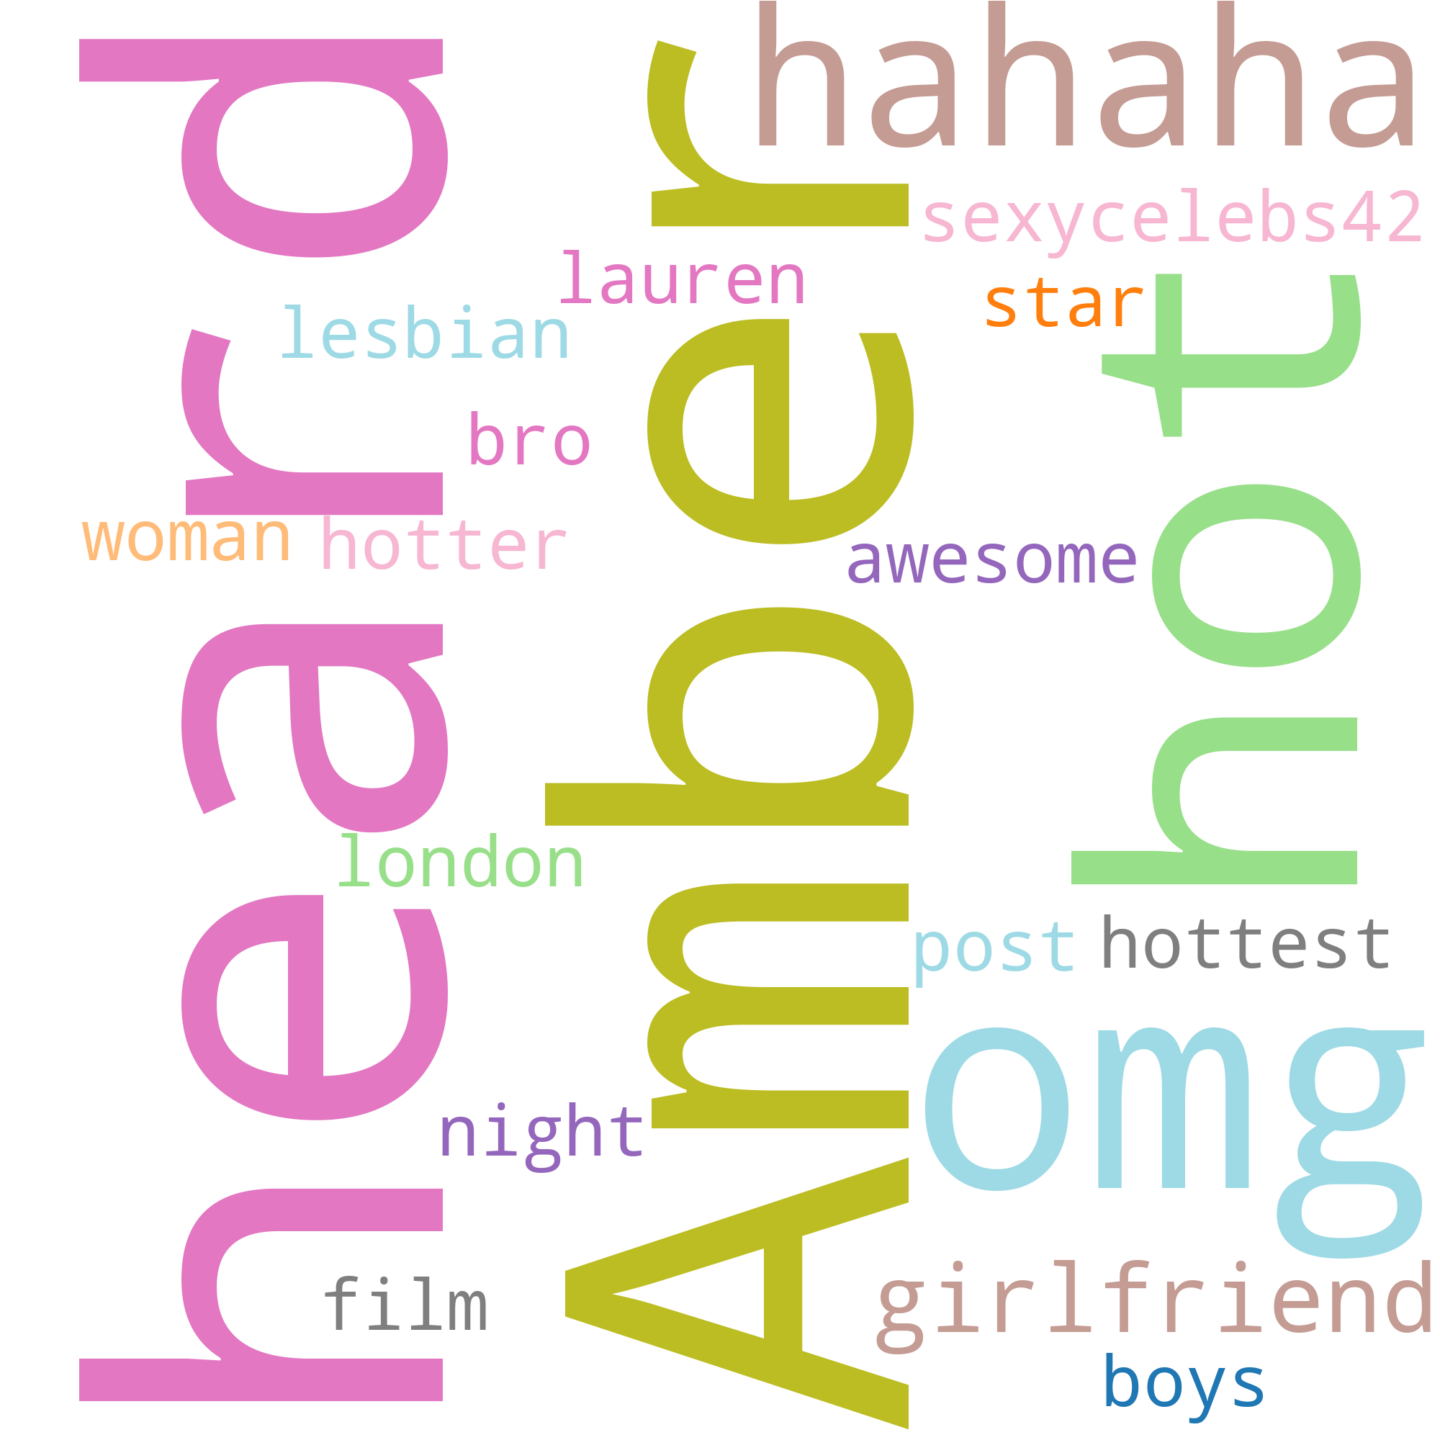 heard
Amber
hahaha
sexycelebs42
lauren
star
lesbian
hot
bro
woman
hotter
awesome
london
post
hottest
omg
night
girlfriend
film
boys